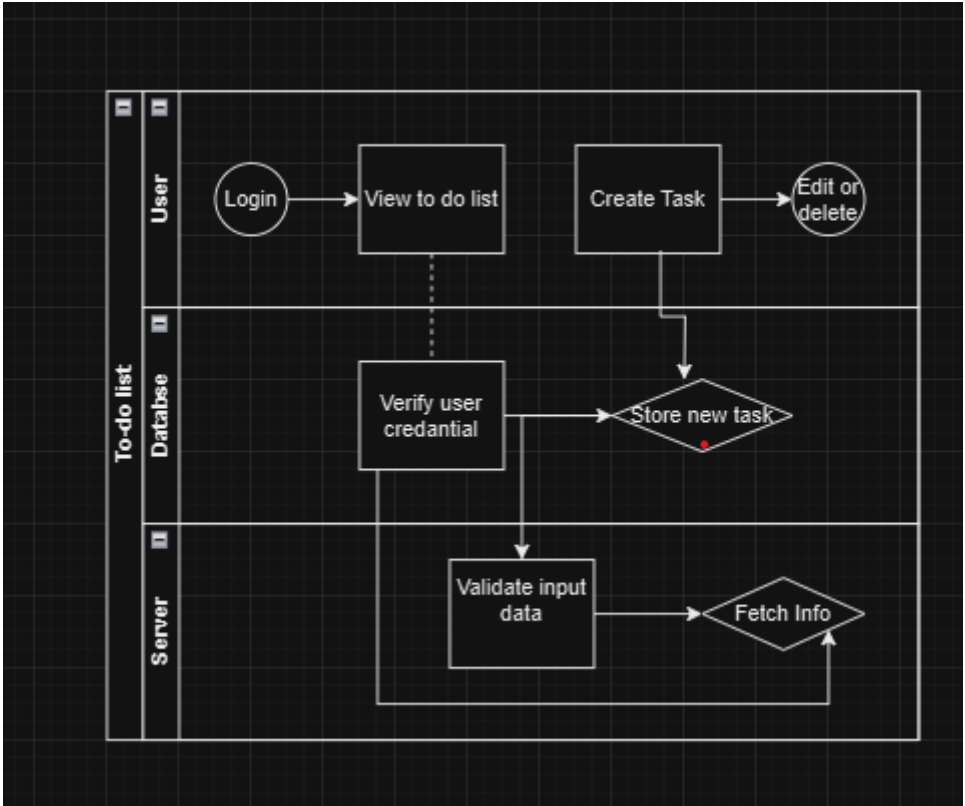 To-do list
User
Login
View to do list
Create Task
Edit or
delete
Databse
Verify user
credantial
Store new task
Server
Validate input
data
Fetch Info